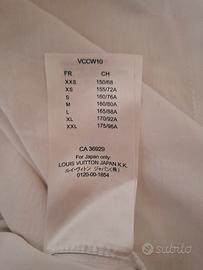 VCCW10
FR CH
XXS 150/68
XS 155/72A
S 160/76A
M 160/80A
L 165/88A
XL 170/92A
XXL 175/96A
CA 36929
For Japan only:
LOUIS VUITTON JAPAN K.K.
ルイ・ヴィトン ジャパン(株)
0120-00-1854
subito